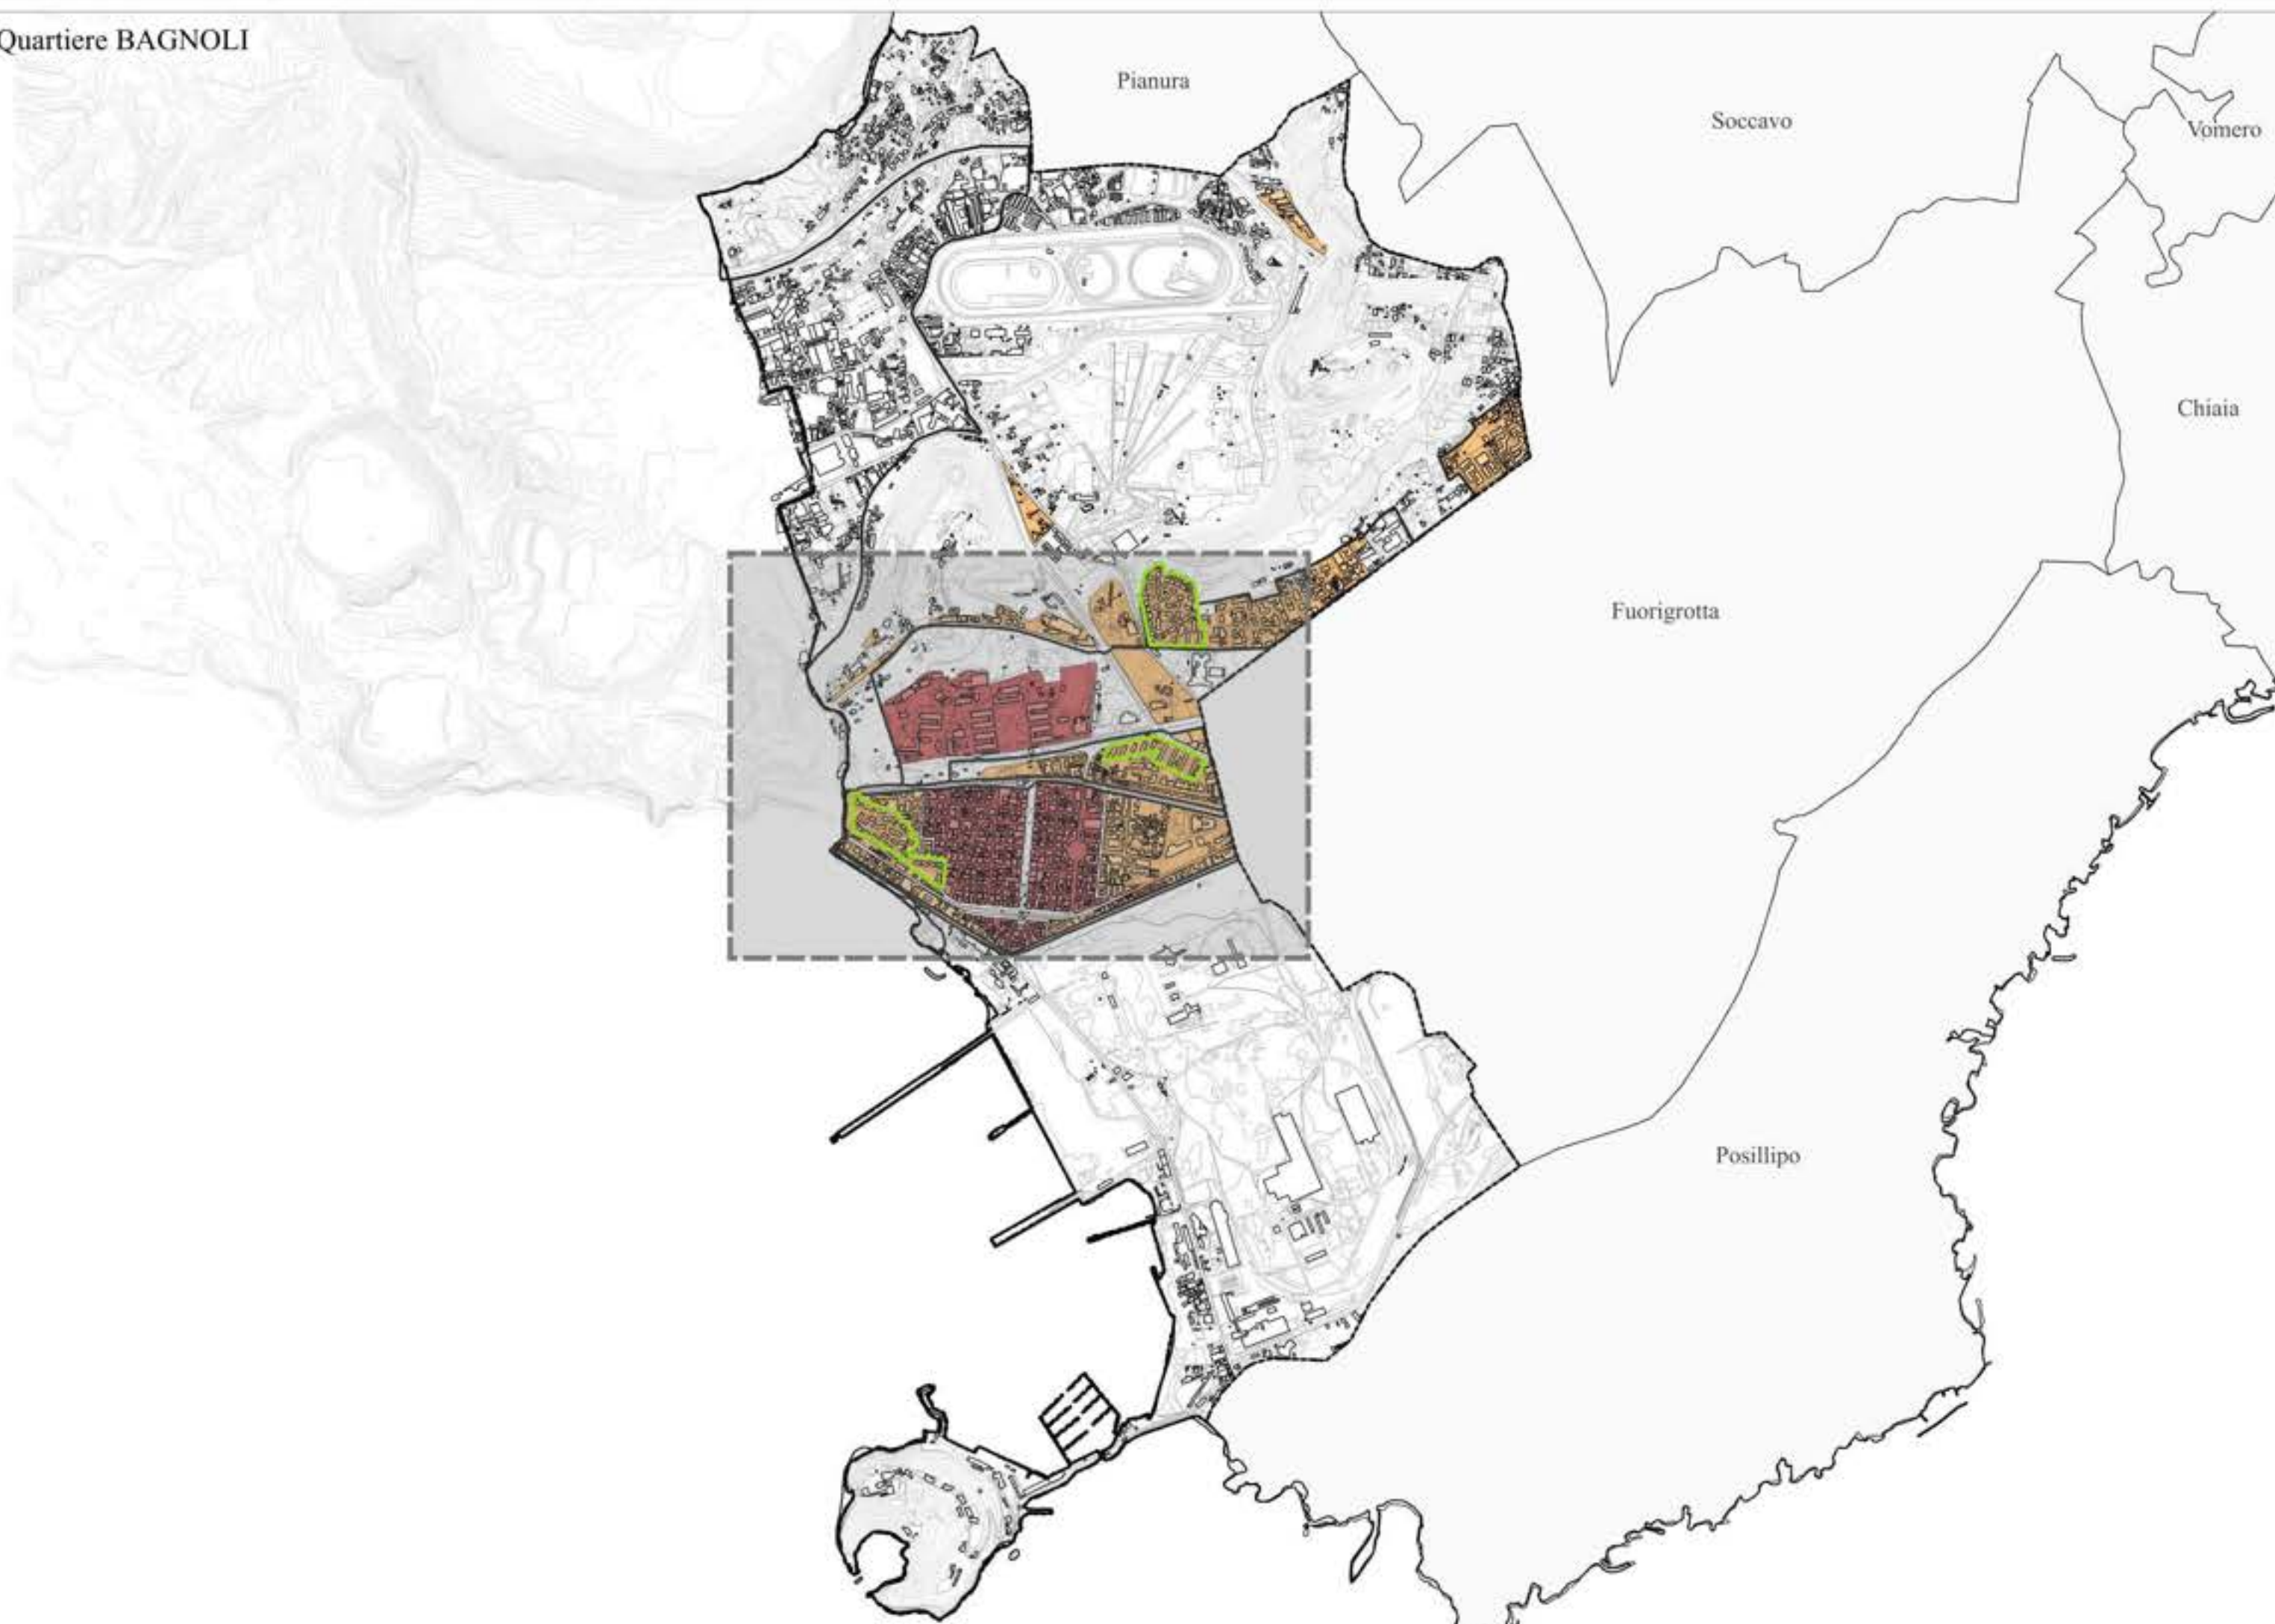 Quartiere BAGNOLI
Pianura
Soccavo
Vomero
Chiaia
Fuorigrotta
Posillipo